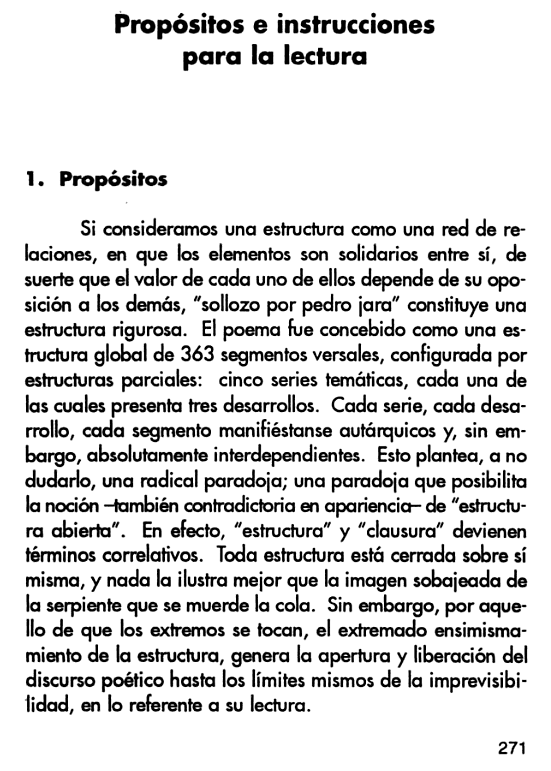 Propósitos e instrucciones
para la lectura
1. Propósitos
Si consideramos una estructura como una red de re-
laciones, en que los elementos son solidarios entre sí, de
suerte que el valor de cada uno de ellos depende de su opo-
sición a los demás, "sollozo por pedro jara" constituye una
estructura rigurosa. El poema fue concebido como una es-
tructura global de 363 segmentos versales, configurada por
estructuras parciales: cinco series temáticas, cada una de
las cuales presenta tres desarrollos. Cada serie, cada desa-
rrollo, cada segmento manifiéstanse autárquicos y, sin em-
bargo, absolutamente interdependientes. Esto plantea, a no
dudarlo, una radical paradoja; una paradoja que posibilita
la noción –también contradictoria en apariencia– de "estructu-
ra abierta". En efecto, "estructura" y "clausura" devienen
términos correlativos. Toda estructura está cerrada sobre sí
misma, y nada la ilustra mejor que la imagen sobajeada de
la serpiente que se muerde la cola. Sin embargo, por aque-
llo de que los extremos se tocan, el extremado ensimisma-
miento de la estructura, genera la apertura y liberación del
discurso poético hasta los límites mismos de la imprevisibi-
lidad, en lo referente a su lectura.
271